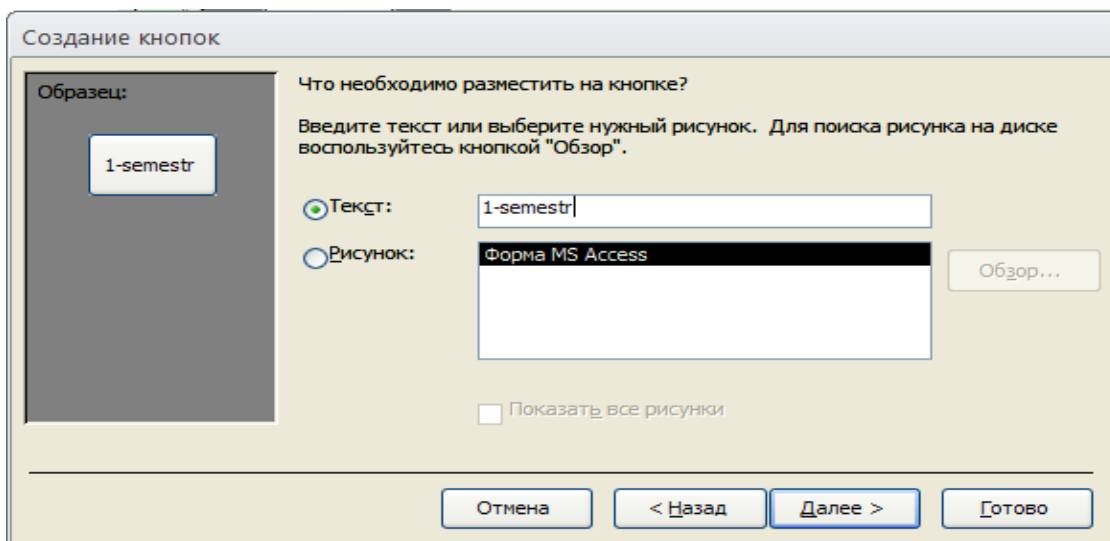 Создание кнопок
Образец:
1-semestr
Что необходимо разместить на кнопке?
Введите текст или выберите нужный рисунок. Для поиска рисунка на диске
воспользуйтесь кнопкой "Обзор".
Текст:
1-semestr
Рисунок:
Форма MS Access
Обзор...
Показать все рисунки
Отмена
< Назад
Далее >
Готово